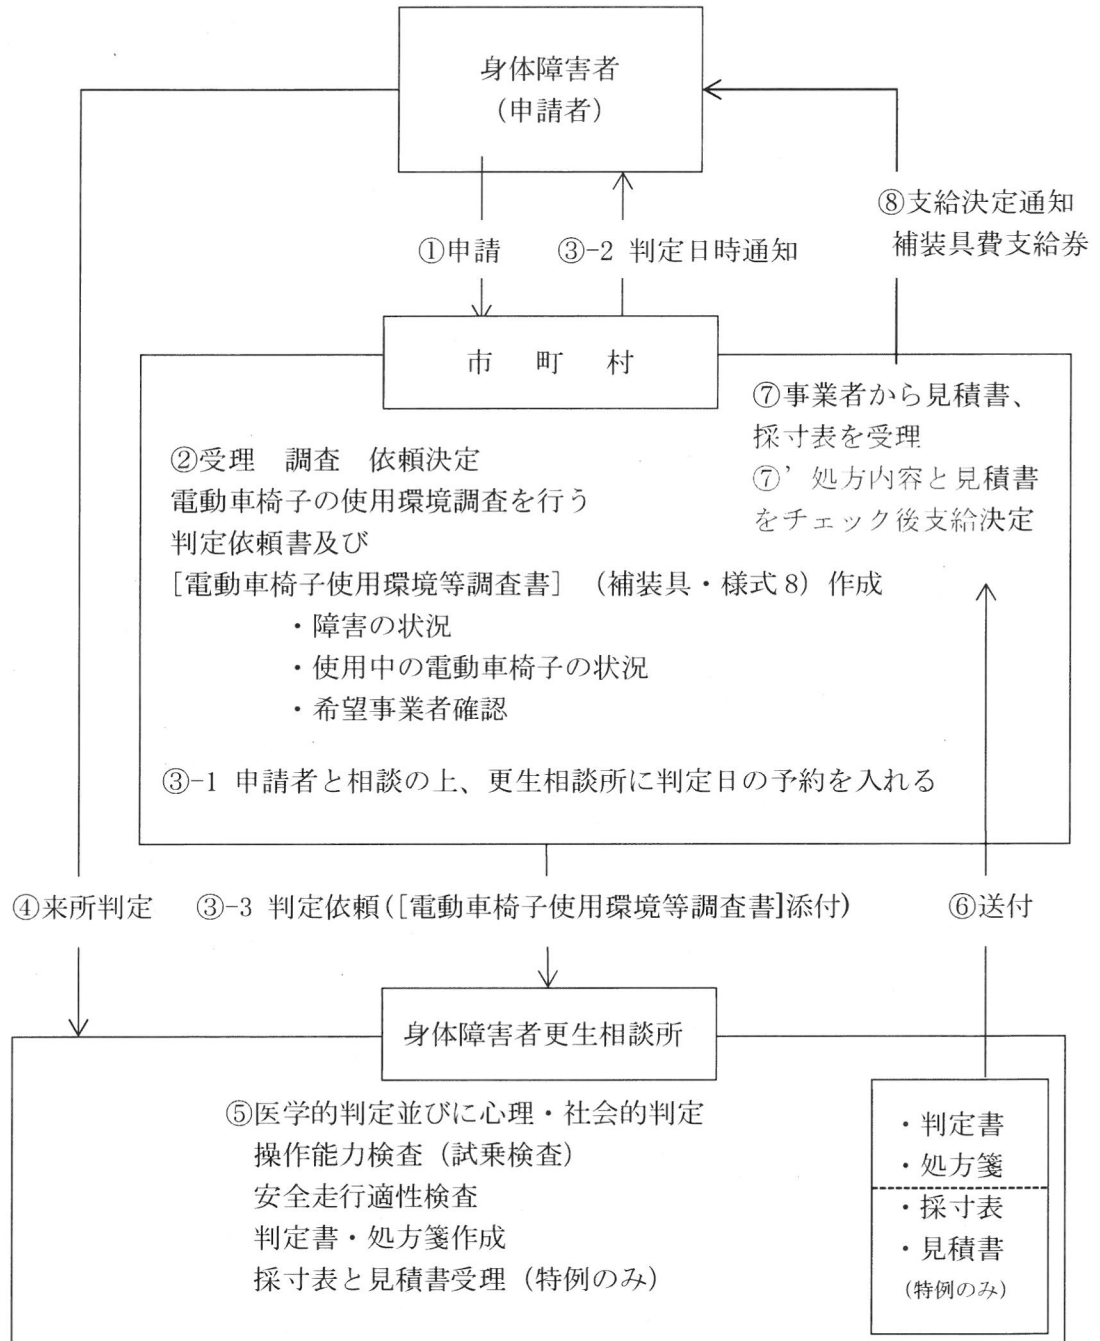 身体障害者
（申請者）
⑧支給決定通知
補装具費支給券
①申請
③-2 判定日時通知
市　町　村
⑦事業者から見積書、
採寸表を受理
⑦’処方内容と見積書
をチェック後支給決定
②受理　調査　依頼決定
電動車椅子の使用環境調査を行う
判定依頼書及び
［電動車椅子使用環境等調査書］（補装具・様式8）作成
・障害の状況
・使用中の電動車椅子の状況
・希望事業者確認
③-1 申請者と相談の上、更生相談所に判定日の予約を入れる
④来所判定
③-3 判定依頼([電動車椅子使用環境等調査書]添付)
⑥送付
身体障害者更生相談所
⑤医学的判定並びに心理・社会的判定
操作能力検査（試乗検査）
安全走行適性検査
判定書・処方箋作成
採寸表と見積書受理（特例のみ）
・判定書
・処方箋
・採寸表
・見積書
（特例のみ）